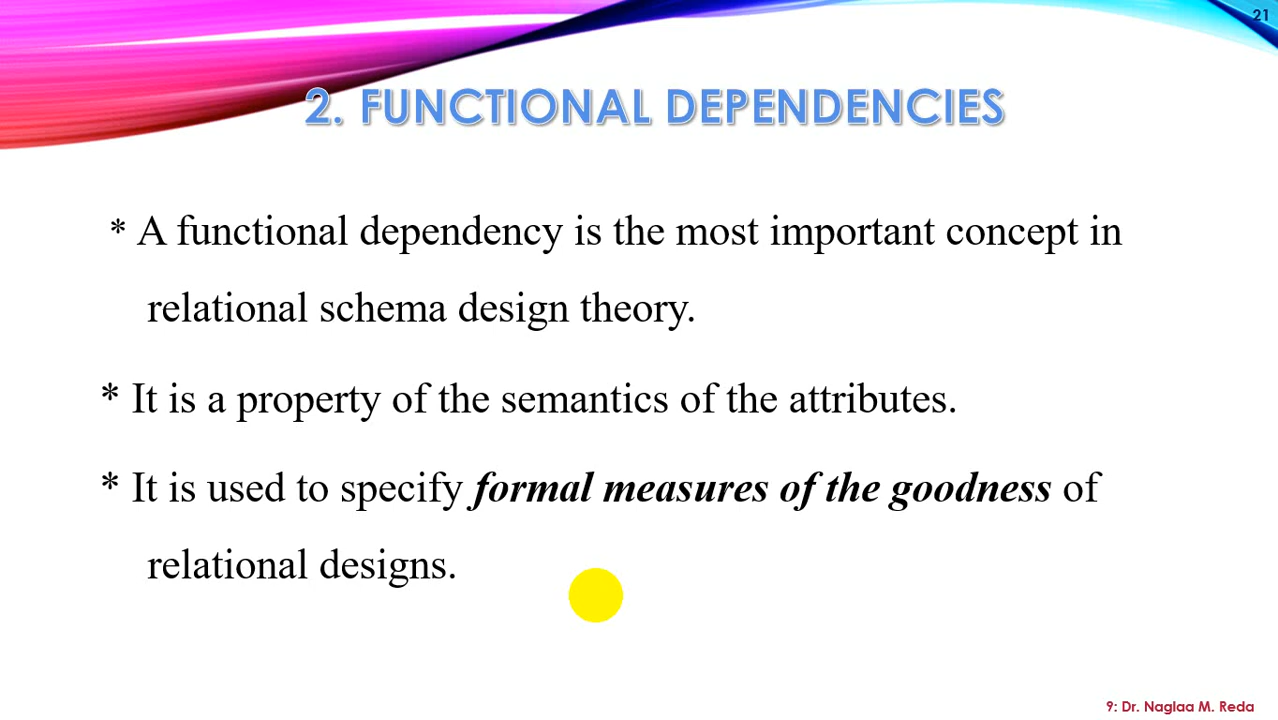 21
2. FUNCTIONAL DEPENDENCIES
* A functional dependency is the most important concept in
relational schema design theory.
* It is a property of the semantics of the attributes.
* It is used to specify formal measures of the goodness of
relational designs.
9: Dr. Naglaa M. Reda